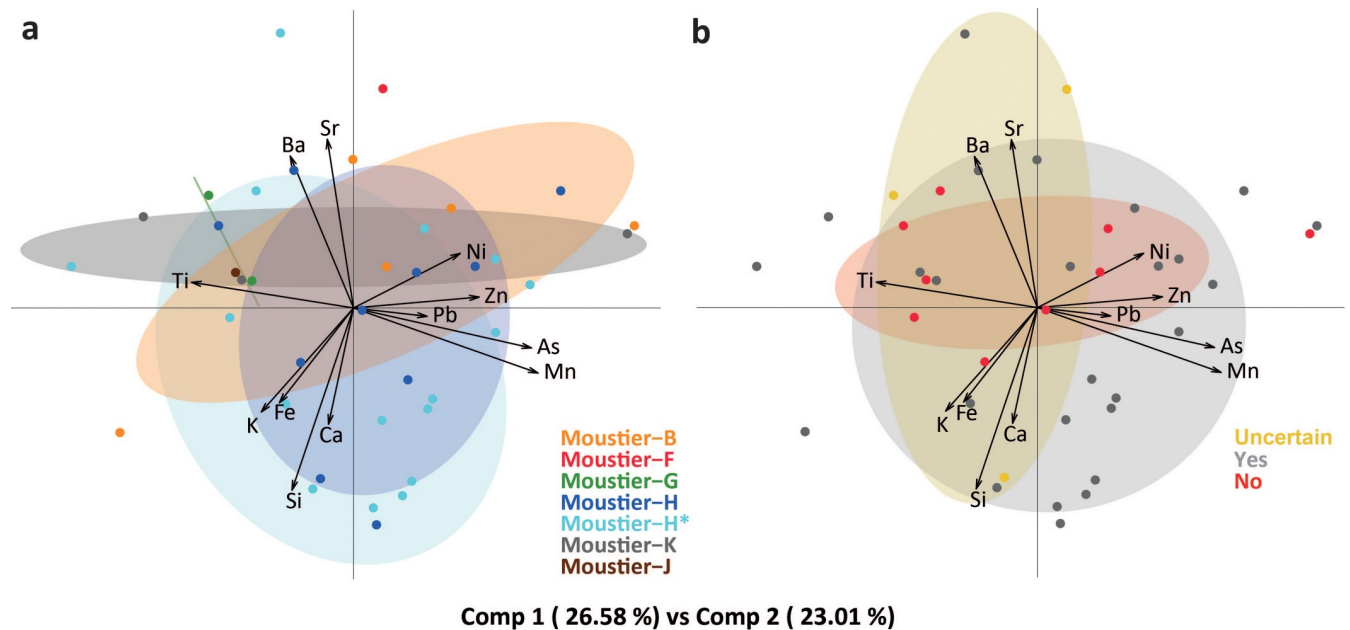 a
Sr
Ba
Ni
Ti
Zn
Pb
As
Mn
Fe
K
Ca
Si
Moustier–B
Moustier–F
Moustier–G
Moustier–H
Moustier–H*
Moustier–K
Moustier–J
b
Sr
Ba
Ni
Ti
Zn
Pb
As
Mn
Fe
K
Ca
Si
Uncertain
Yes
No
Comp 1 ( 26.58 %) vs Comp 2 ( 23.01 %)